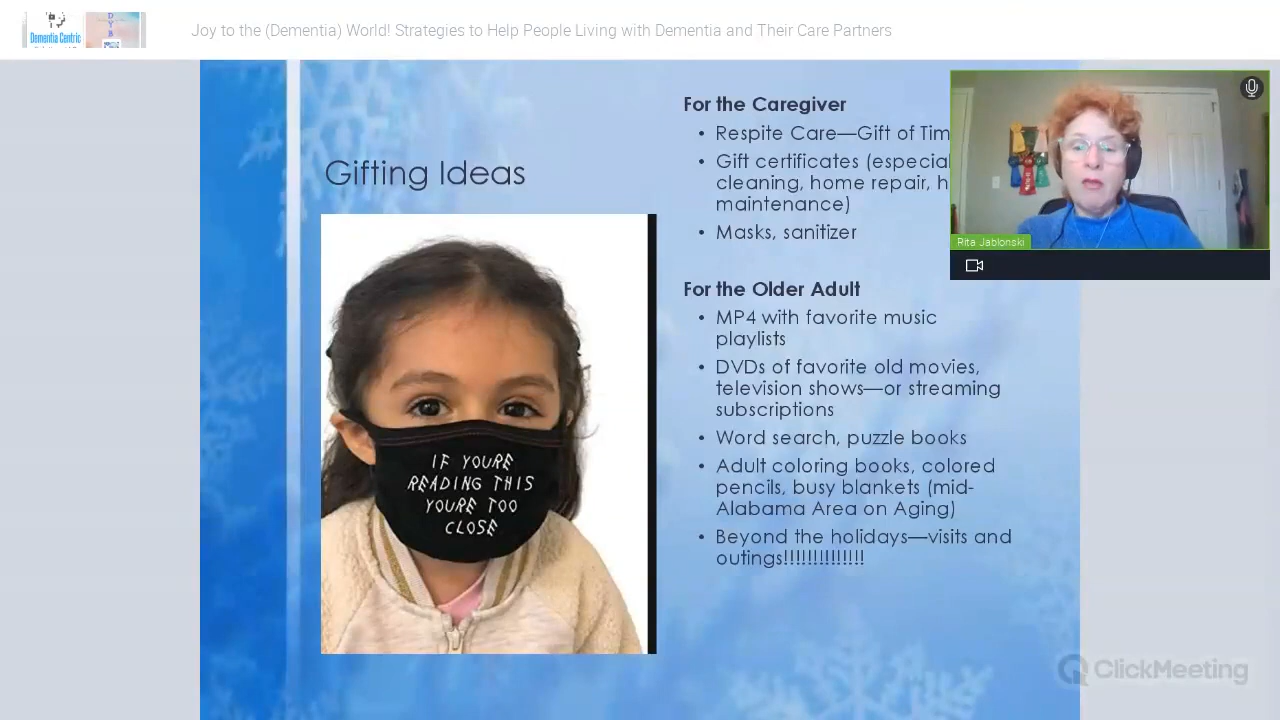 Dementia Centric
Joy to the (Dementia) World! Strategies to Help People Living with Dementia and Their Care Partners
Gifting Ideas
IF YOURE
READING THIS
YOURE TOO
CLOSE
For the Caregiver
• Respite Care—Gift of Tim
• Gift certificates (especial
cleaning, home repair, h
maintenance)
• Masks, sanitizer
For the Older Adult
• MP4 with favorite music
playlists
• DVDs of favorite old movies,
television shows—or streaming
subscriptions
• Word search, puzzle books
• Adult coloring books, colored
pencils, busy blankets (mid-
Alabama Area on Aging)
• Beyond the holidays—visits and
outings!!!!!!!!!!!!!!
Rita Jablonski
ClickMeeting